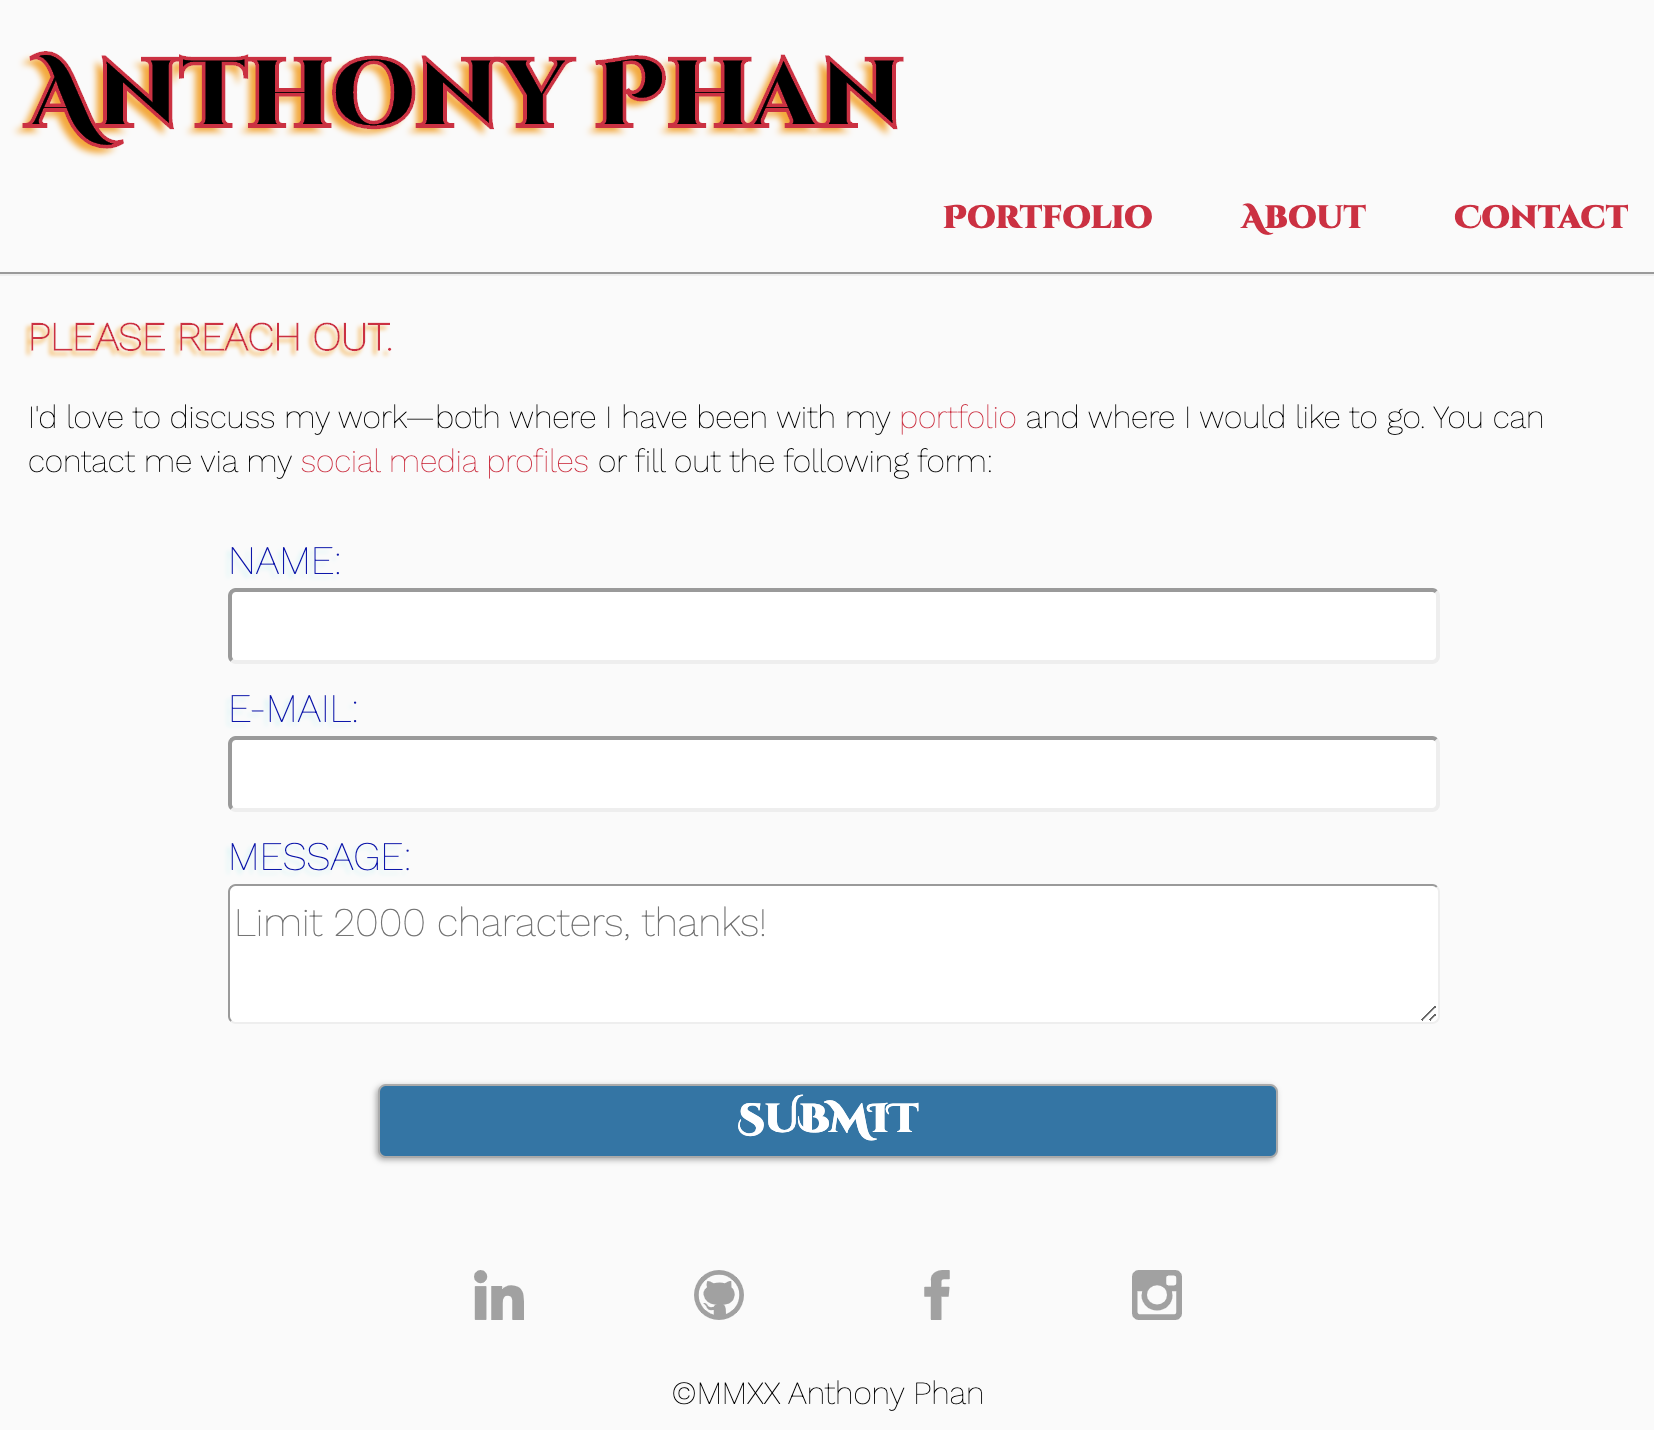 Anthony Phan
Portfolio About Contact
PLEASE REACH OUT.
I'd love to discuss my work—both where I have been with my portfolio and where I would like to go. You can
contact me via my social media profiles or fill out the following form:
NAME:
E-MAIL:
MESSAGE:
Limit 2000 characters, thanks!
SUBMIT
in
f
©MMXX Anthony Phan